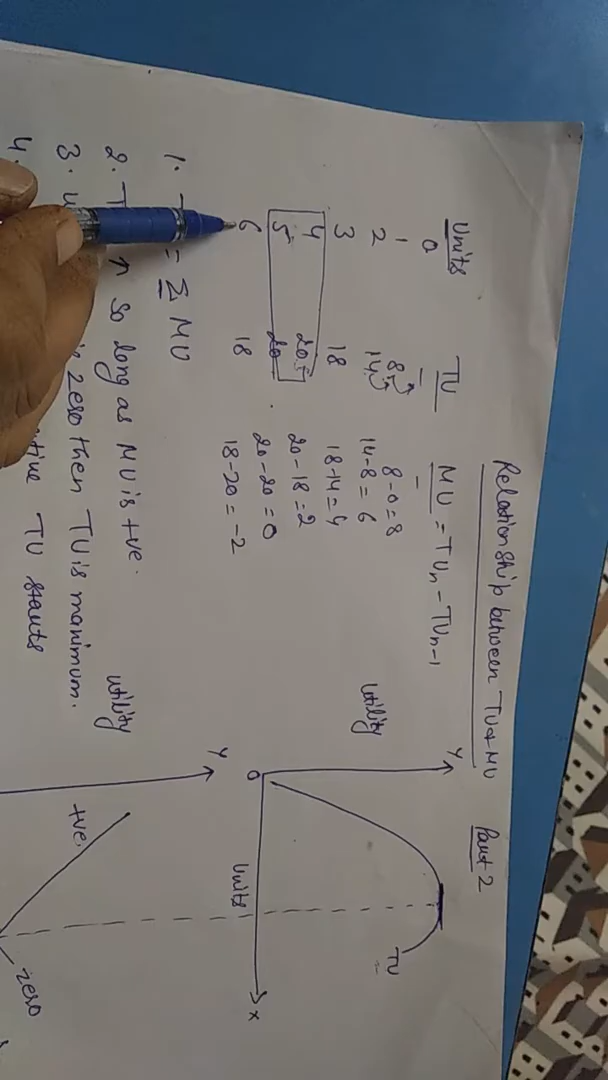 Relationship between TU & MU Part 2
Units TU MU = TUn - TUn-1
0 -
1 8 8-0=8
2 14 14-8=6
3 18 18-14=4
4 20 20-18=2
5 20 20-20=0
6 18 18-20=-2
1. = Σ MU
2. T ↑ so long as MU is +ve.
3. zero then TU is maximum.
4. tive TU starts
Y
Utility
TU
O
Units
X
Y
Utility
+ve
zero